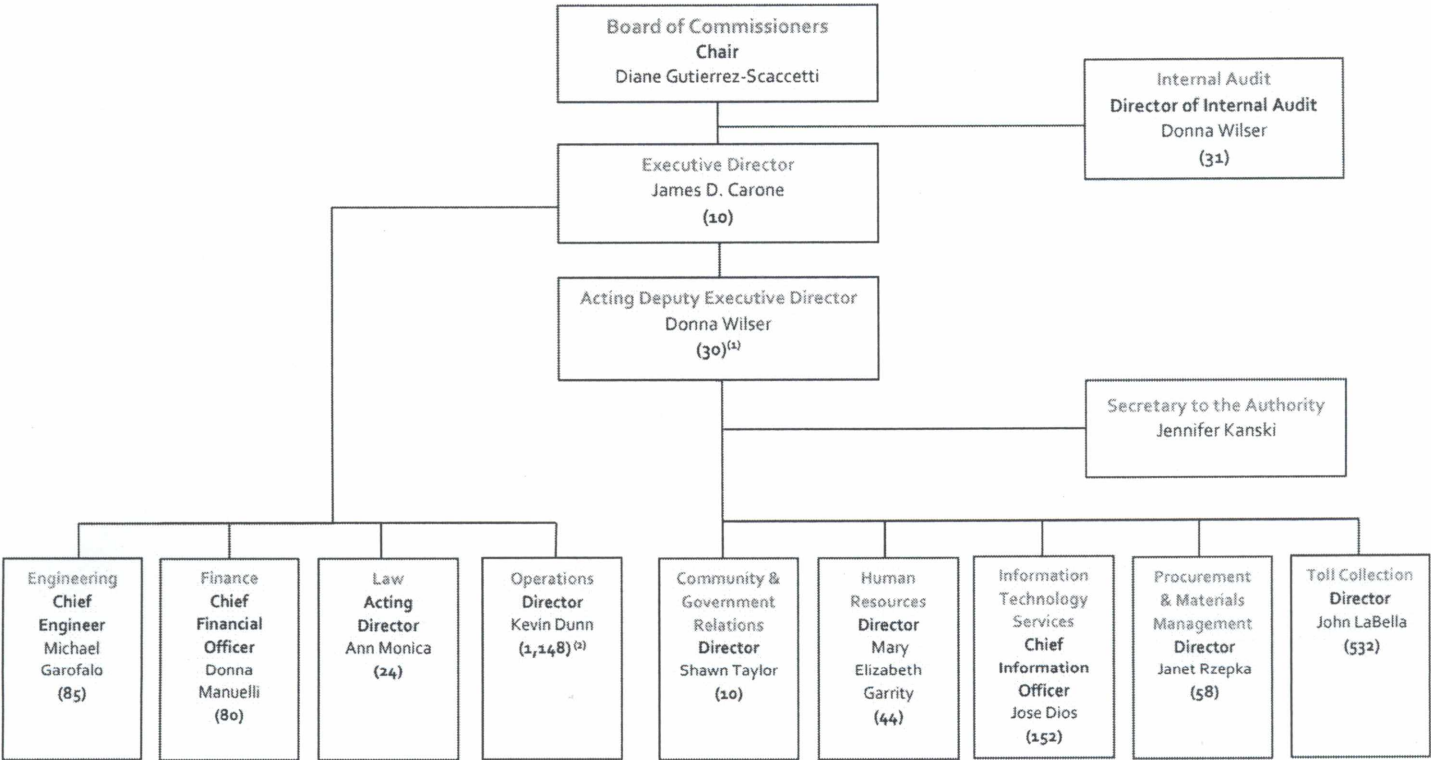 Board of Commissioners
Chair
Diane Gutierrez-Scaccetti
Internal Audit
Director of Internal Audit
Donna Wilser
(31)
Executive Director
James D. Carone
(10)
Acting Deputy Executive Director
Donna Wilser
(30)(1)
Secretary to the Authority
Jennifer Kanski
Engineering
Chief
Engineer
Michael
Garofalo
(85)
Finance
Chief
Financial
Officer
Donna
Manuelli
(80)
Law
Acting
Director
Ann Monica
(24)
Operations
Director
Kevin Dunn
(1,148)(2)
Community &
Government
Relations
Director
Shawn Taylor
(10)
Human
Resources
Director
Mary
Elizabeth
Garrity
(44)
Information
Technology
Services
Chief
Information
Officer
Jose Dios
(152)
Procurement
& Materials
Management
Director
Janet Rzepka
(58)
Toll Collection
Director
John LaBella
(532)